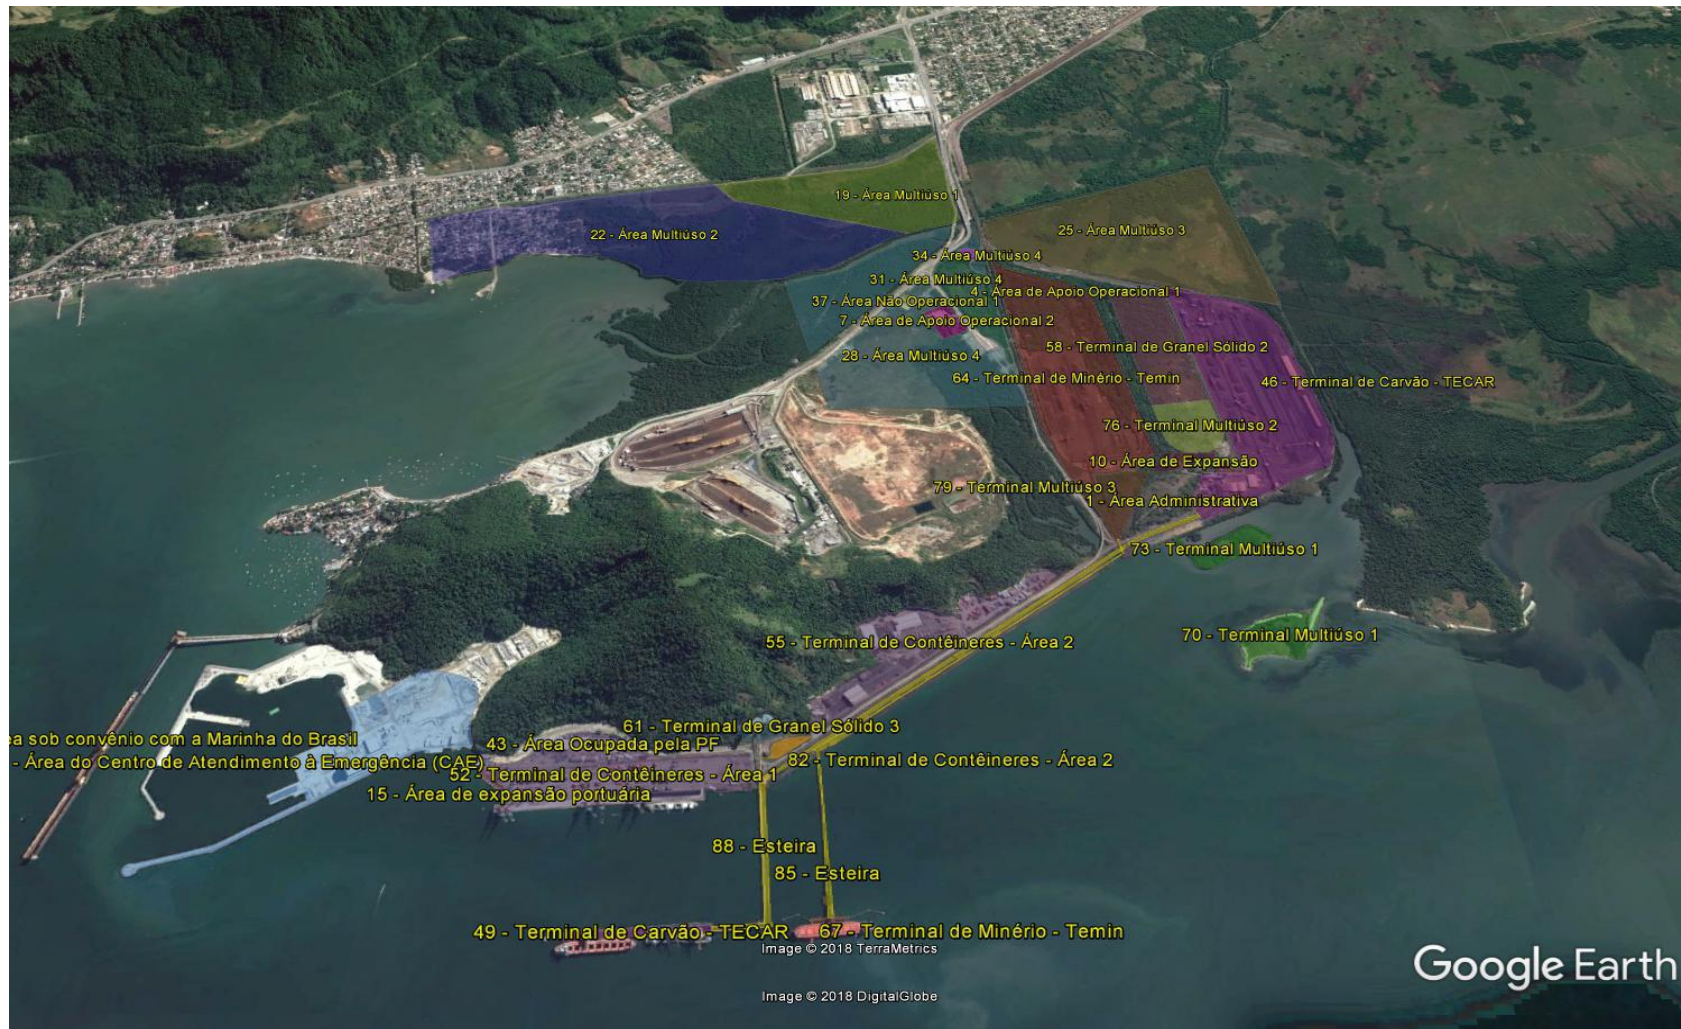 19 - Área Multiúso 1
22 - Área Multiúso 2
25 - Área Multiúso 3
34 - Área Multiúso 4
31 - Área Multiúso 4
4 - Área de Apoio Operacional 1
37 - Área Não Operacional 1
7 - Área de Apoio Operacional 2
58 - Terminal de Granel Sólido 2
28 - Área Multiúso 4
64 - Terminal de Minério - Temin
46 - Terminal de Carvão - TECAR
76 - Terminal Multiúso 2
10 - Área de Expansão
79 - Terminal Multiúso 3
1 - Área Administrativa
73 - Terminal Multiúso 1
70 - Terminal Multiúso 1
55 - Terminal de Contêineres - Área 2
61 - Terminal de Granel Sólido 3
ea sob convênio com a Marinha do Brasil
43 - Área Ocupada pela PF
- Área do Centro de Atendimento à Emergência (CAE)
82 - Terminal de Contêineres - Área 2
52 - Terminal de Contêineres - Área 1
15 - Área de expansão portuária
88 - Esteira
85 - Esteira
49 - Terminal de Carvão - TECAR
67 - Terminal de Minério - Temin
Image © 2018 TerraMetrics
Google Earth
Image © 2018 DigitalGlobe